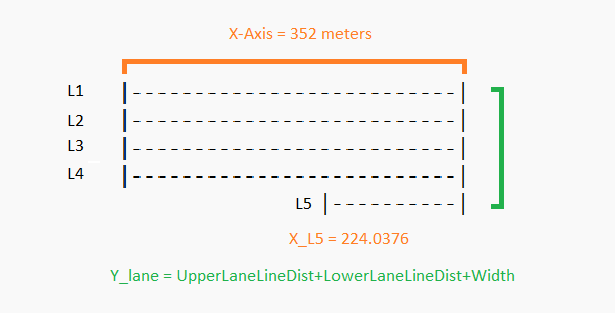 X-Axis = 352 meters
L1
L2
L3
L4
L5
X_L5 = 224.0376
Y_lane = UpperLaneLineDist+LowerLaneLineDist+Width